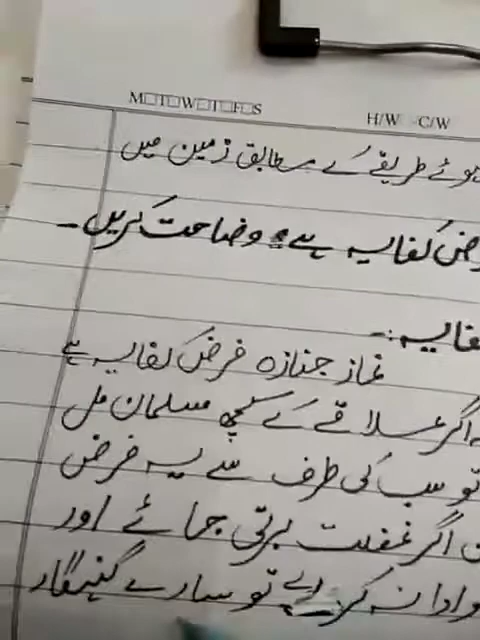 M□T□W□T□F□S
H/W C/W
ہوئے طریقے کے مطابق زمین میں
فرض کفایہ ہے؟ وضاحت کریں۔
کفایہ:۔
نماز جنازہ فرض کفایہ ہے
اگر علاقے کے کچھ مسلمان مل
تو سب کی طرف سے یہ فرض
اگر غفلت برتی جائے اور
ادا نہ کرے تو سارے گنہگار